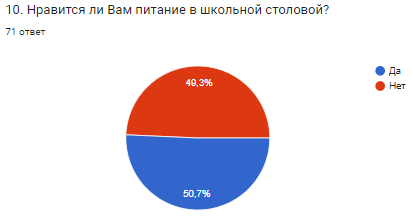 10. Нравится ли Вам питание в школьной столовой?
71 ответ
49,3%
50,7%
Да
Нет